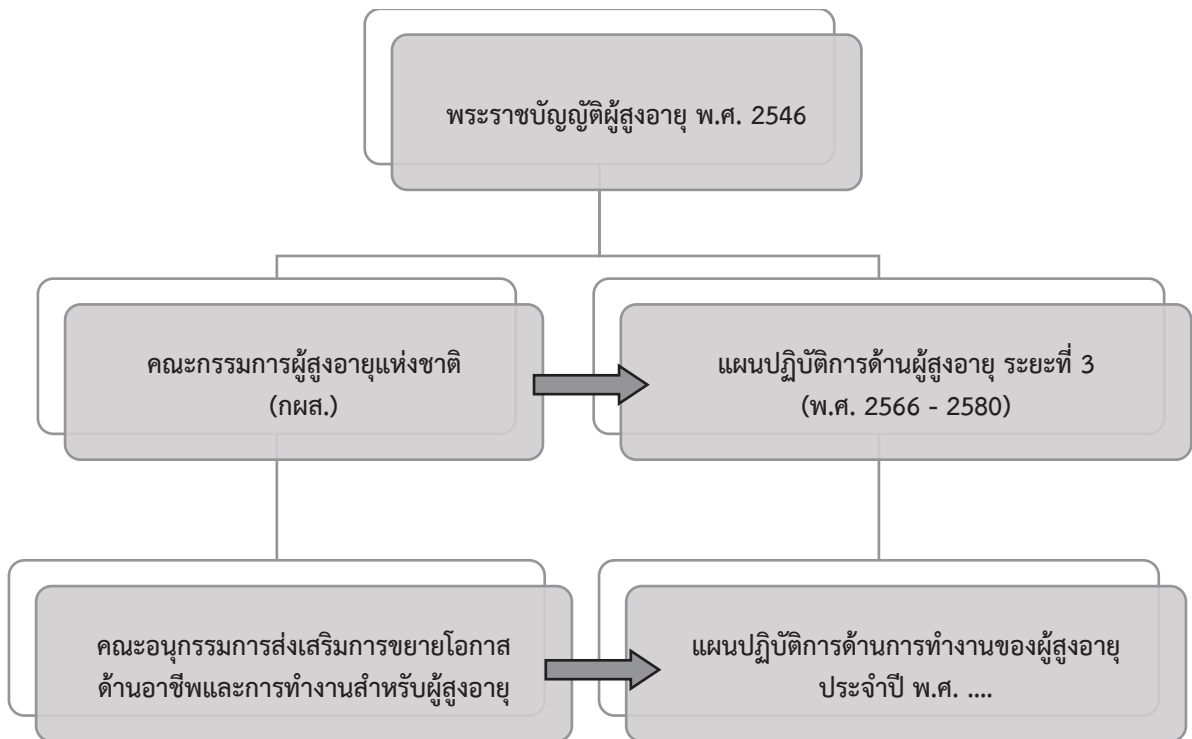 พระราชบัญญัติผู้สูงอายุ พ.ศ. 2546
คณะกรรมการผู้สูงอายุแห่งชาติ
(กผส.)
แผนปฏิบัติการด้านผู้สูงอายุ ระยะที่ 3
(พ.ศ. 2566 - 2580)
คณะอนุกรรมการส่งเสริมการขยายโอกาส
ด้านอาชีพและการทำงานสำหรับผู้สูงอายุ
แผนปฏิบัติการด้านการทำงานของผู้สูงอายุ
ประจำปี พ.ศ. ....